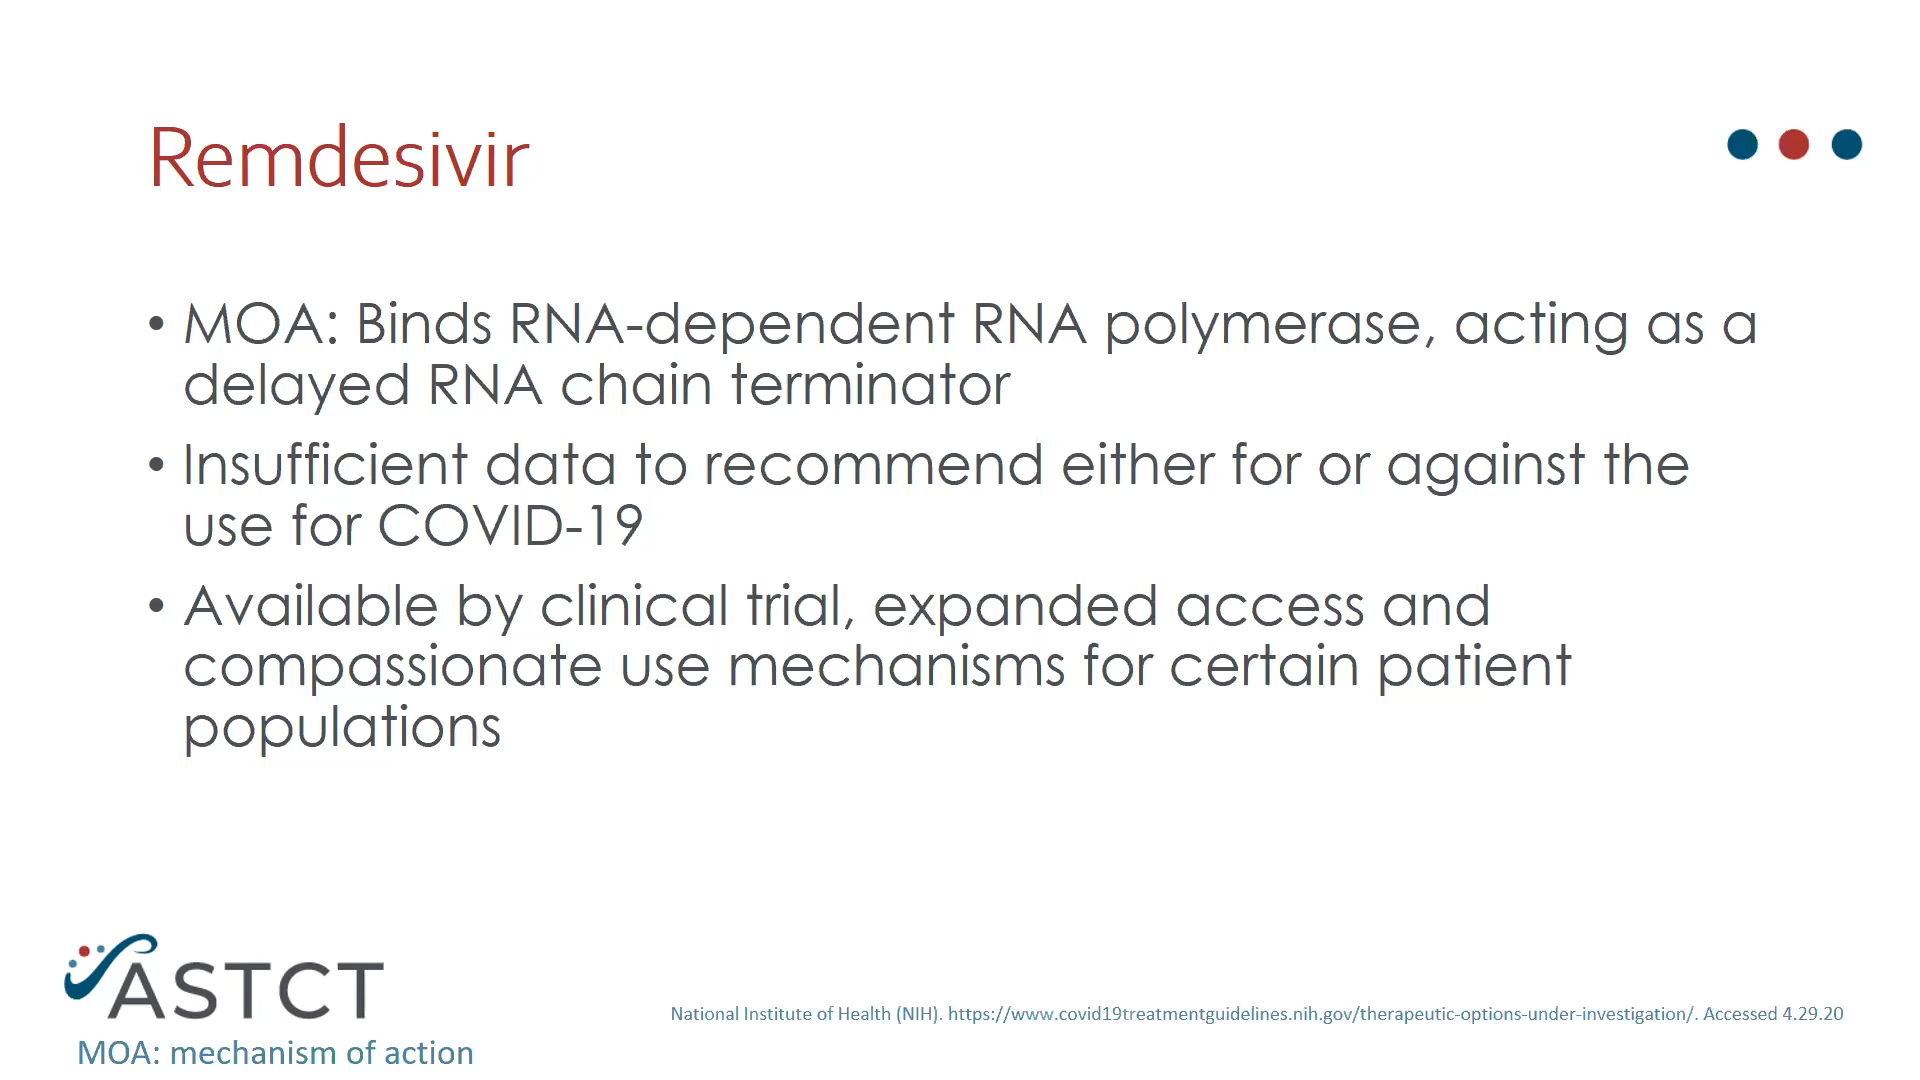 Remdesivir
• MOA: Binds RNA-dependent RNA polymerase, acting as a
delayed RNA chain terminator
• Insufficient data to recommend either for or against the
use for COVID-19
• Available by clinical trial, expanded access and
compassionate use mechanisms for certain patient
populations
ASTCT
National Institute of Health (NIH). https://www.covid19treatmentguidelines.nih.gov/therapeutic-options-under-investigation/. Accessed 4.29.20
MOA: mechanism of action